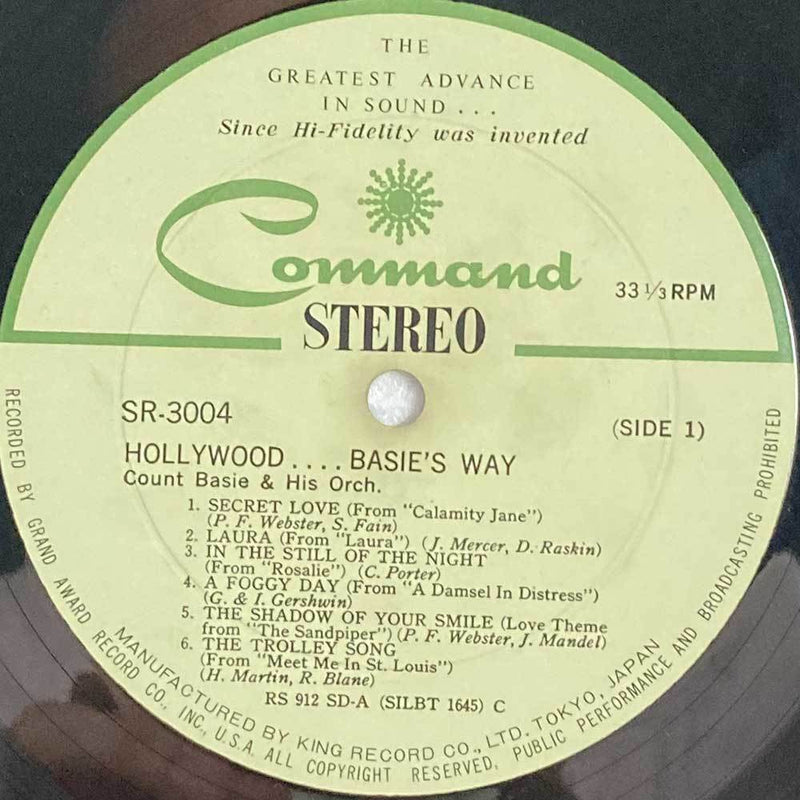 THE
GREATEST ADVANCE
IN SOUND...
Since Hi-Fidelity was invented
Command
33 1/3 RPM
STEREO
SR-3004
(SIDE 1)
HOLLYWOOD....BASIE'S WAY
Count Basie & His Orch.
1. SECRET LOVE (From "Calamity Jane")
(P. F. Webster, S. Fain)
2. LAURA (From "Laura") (J. Mercer, D. Raskin)
3. IN THE STILL OF THE NIGHT
(From "Rosalie") (C. Porter)
4. A FOGGY DAY (From "A Damsel In Distress")
(G. & I. Gershwin)
5. THE SHADOW OF YOUR SMILE (Love Theme
from "The Sandpiper") (P. F. Webster, J. Mandel)
6. THE TROLLEY SONG
(From "Meet Me In St. Louis")
(H. Martin, R. Blane)
RS 912 SD-A (SILBT 1645) C
MANUFACTURED BY KING RECORD CO., LTD. TOKYO, JAPAN
RECORDED BY GRAND AWARD RECORD CO., INC., U.S.A. ALL COPYRIGHT RESERVED, PUBLIC PERFORMANCE AND BROADCASTING PROHIBITED